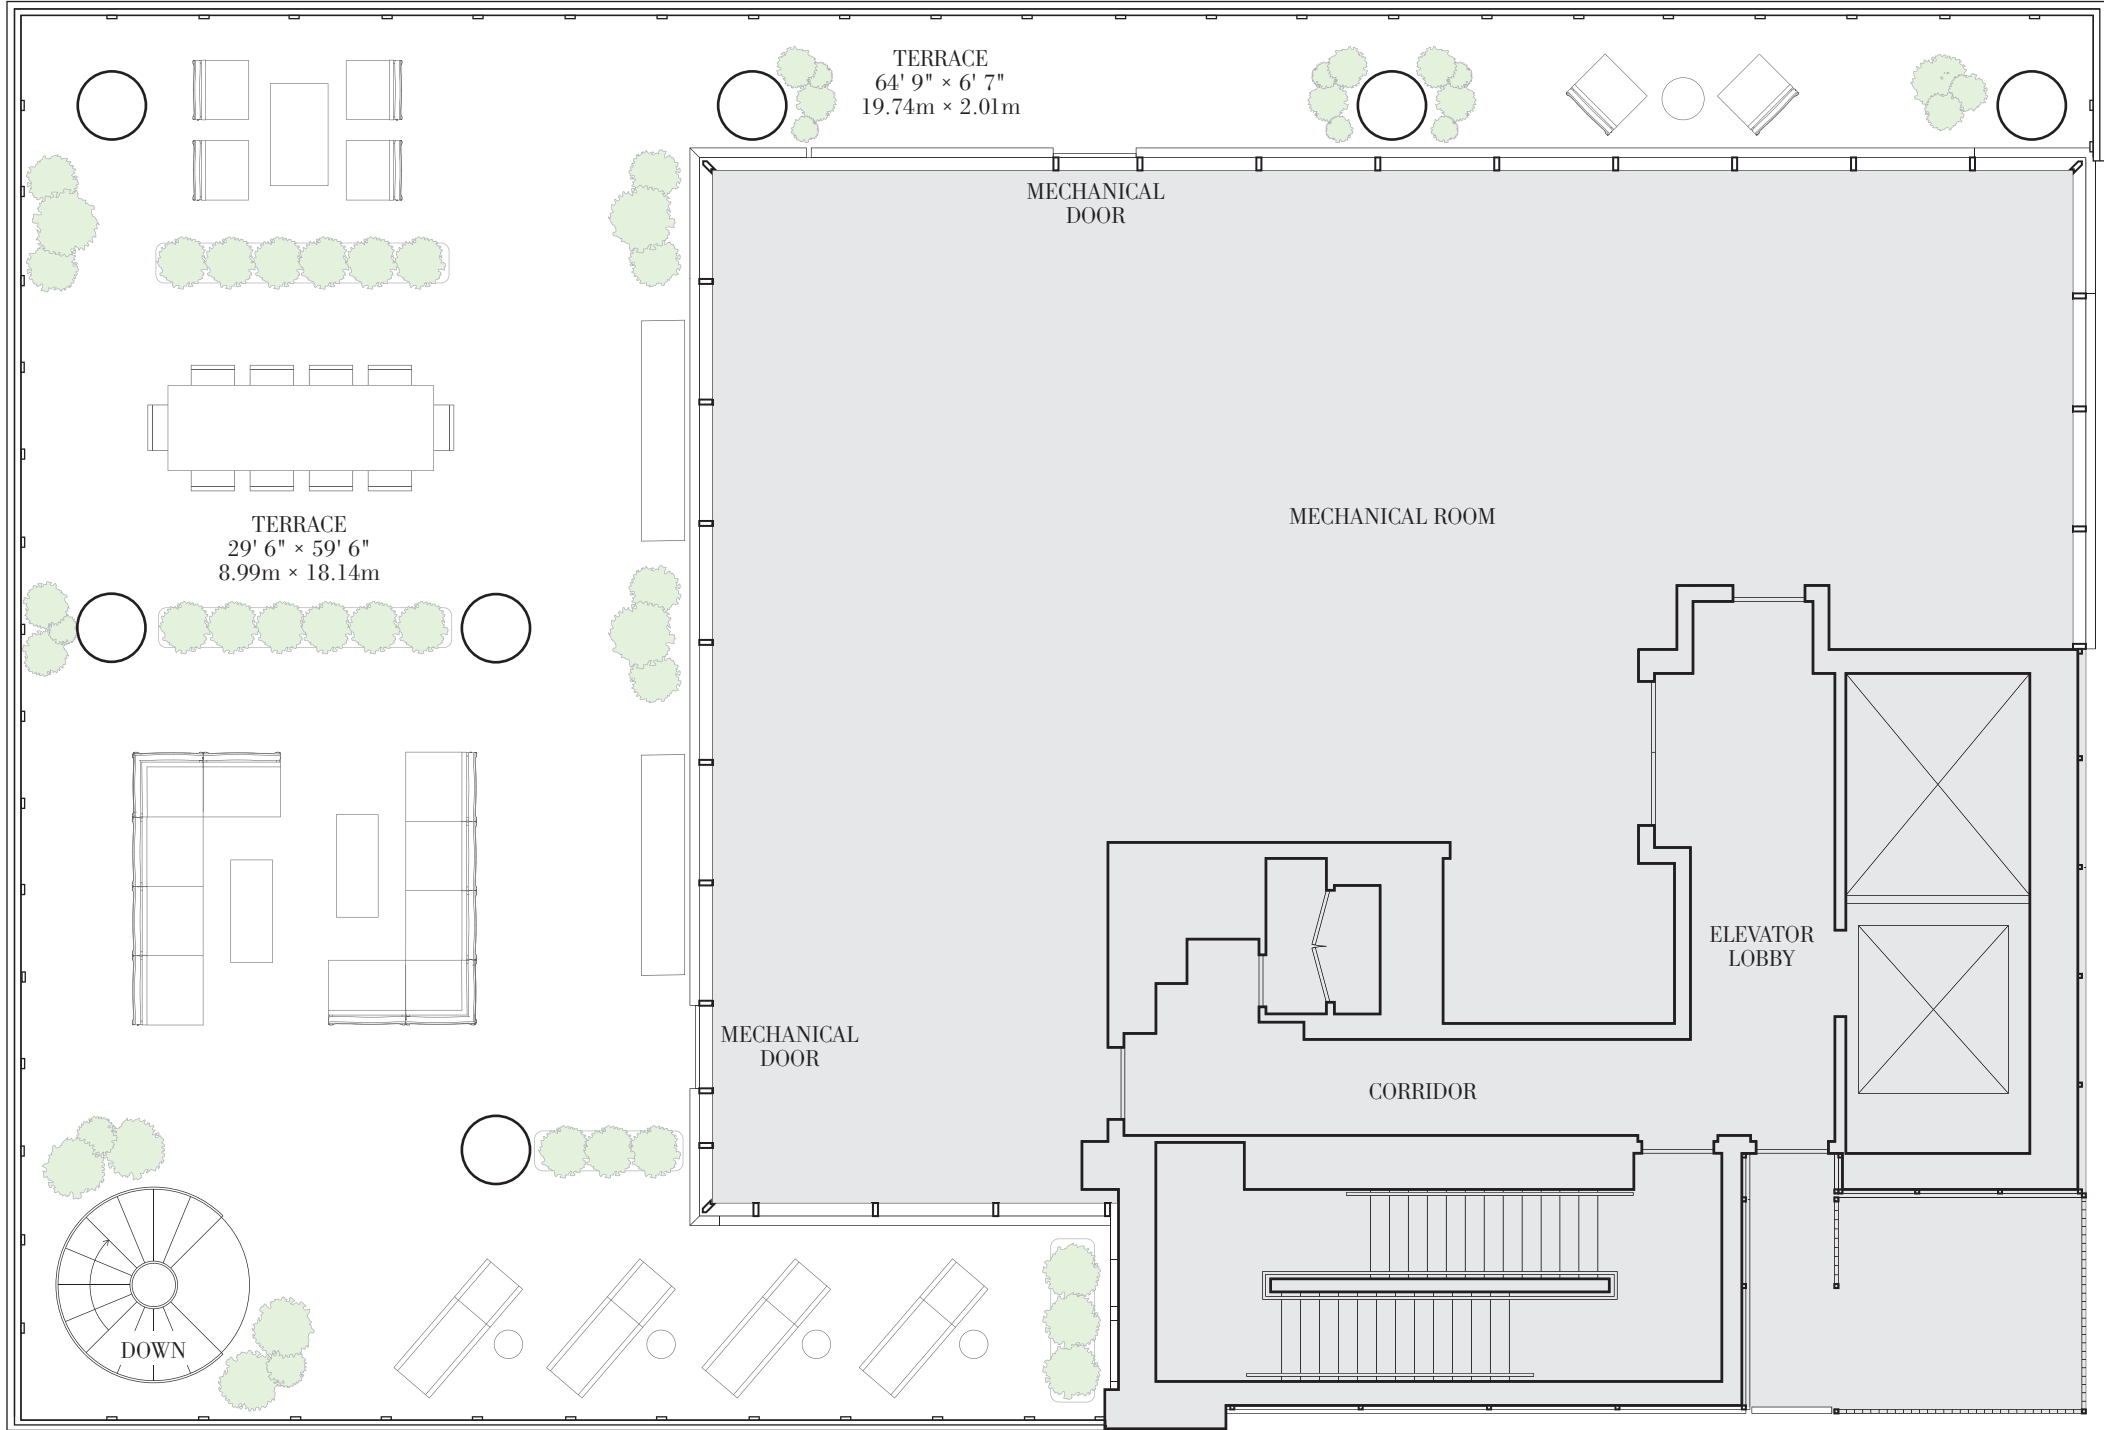 TERRACE
64' 9" × 6' 7"
19.74m × 2.01m
MECHANICAL
DOOR
MECHANICAL ROOM
TERRACE
29' 6" × 59' 6"
8.99m × 18.14m
ELEVATOR
LOBBY
MECHANICAL
DOOR
CORRIDOR
DOWN